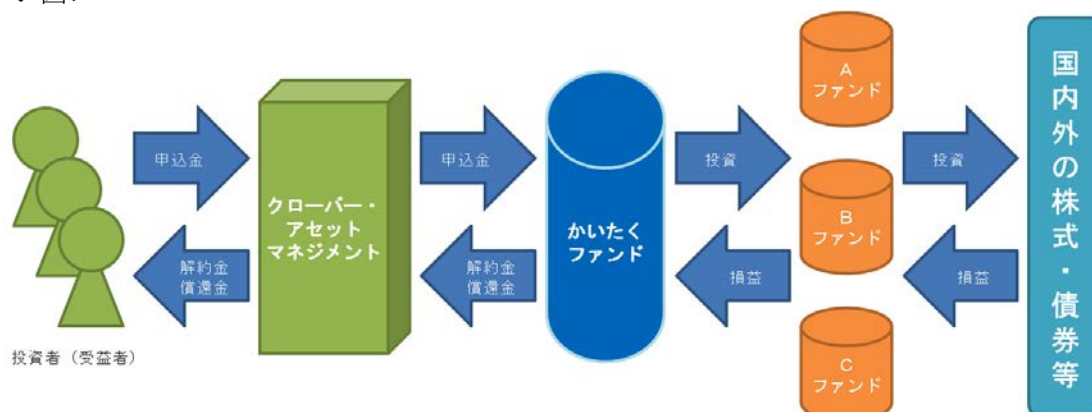 申込金
解約金
償還金
投資者（受益者）
クローバー・
アセット
マネジメント
申込金
解約金
償還金
かいたく
ファンド
投資
損益
A
ファンド
B
ファンド
C
ファンド
投資
損益
国内外の株式・債券等